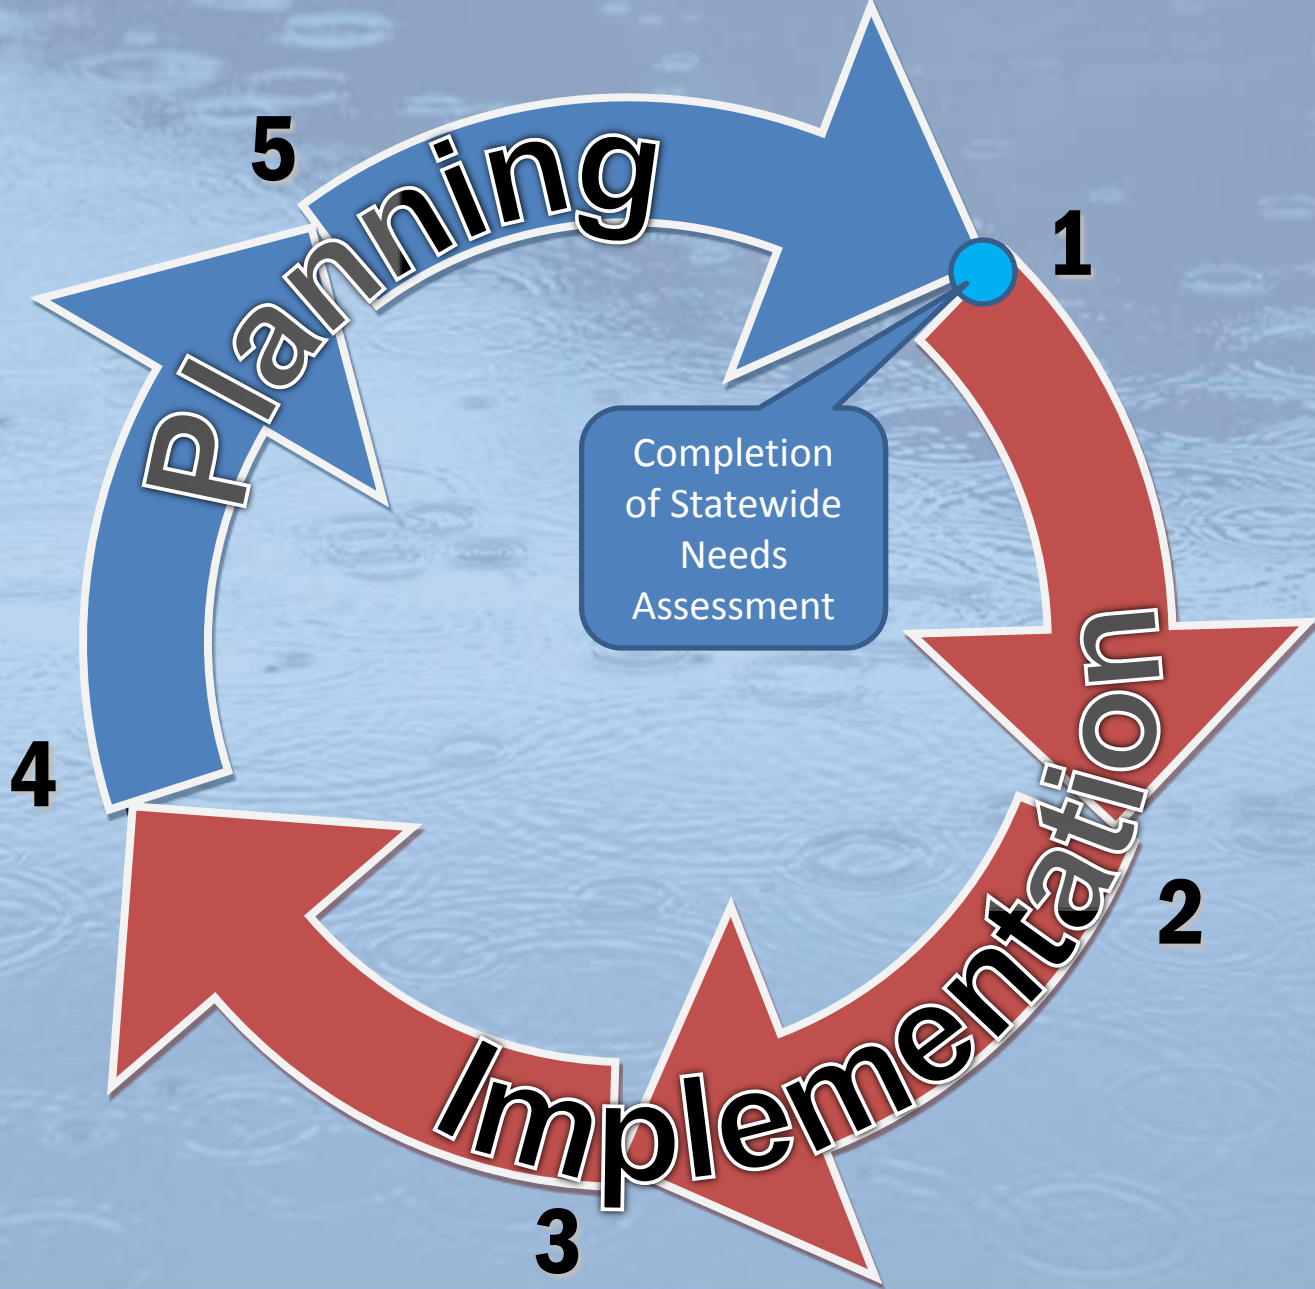 5
Planning
1
Completion
of Statewide
Needs
Assessment
Implementation
4
2
3